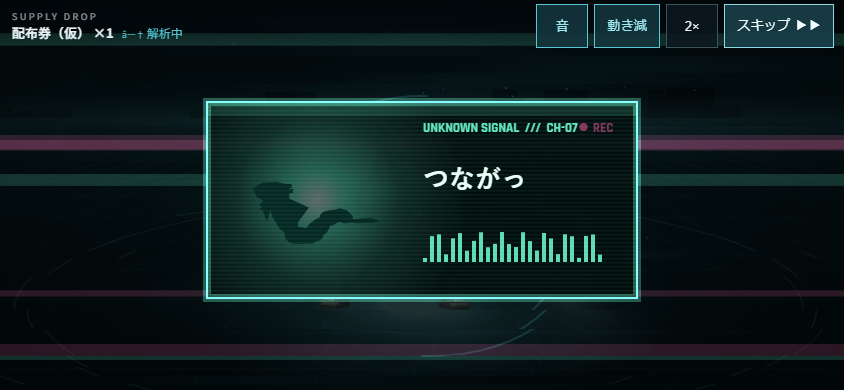 SUPPLY DROP
配布券（仮） ×1 â—† 解析中
音
動き減
2×
スキップ ▶▶
UNKNOWN SIGNAL /// CH-07
● REC
つながっ